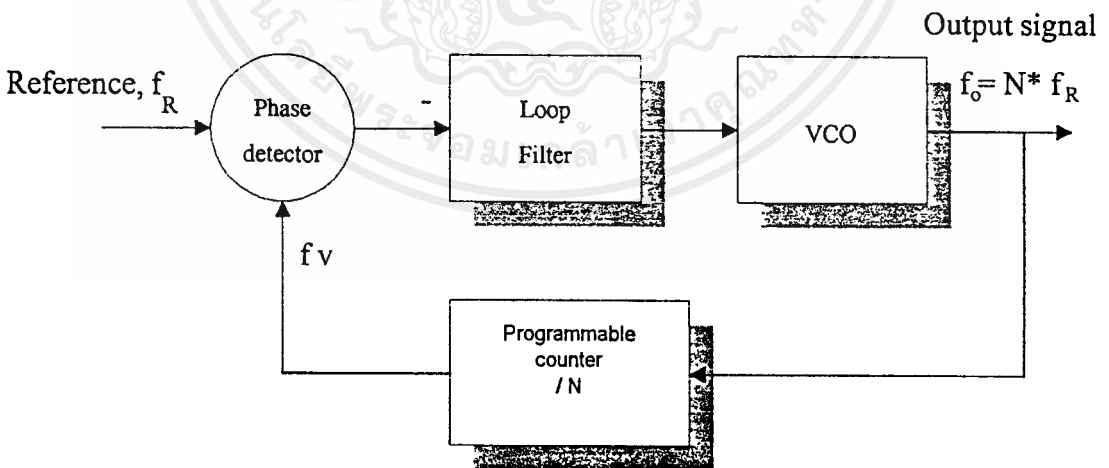 Output signal
Reference, f_R
f_o= N* f_R
Phase
detector
-
Loop
Filter
VCO
f v
Programmable
counter
/ N